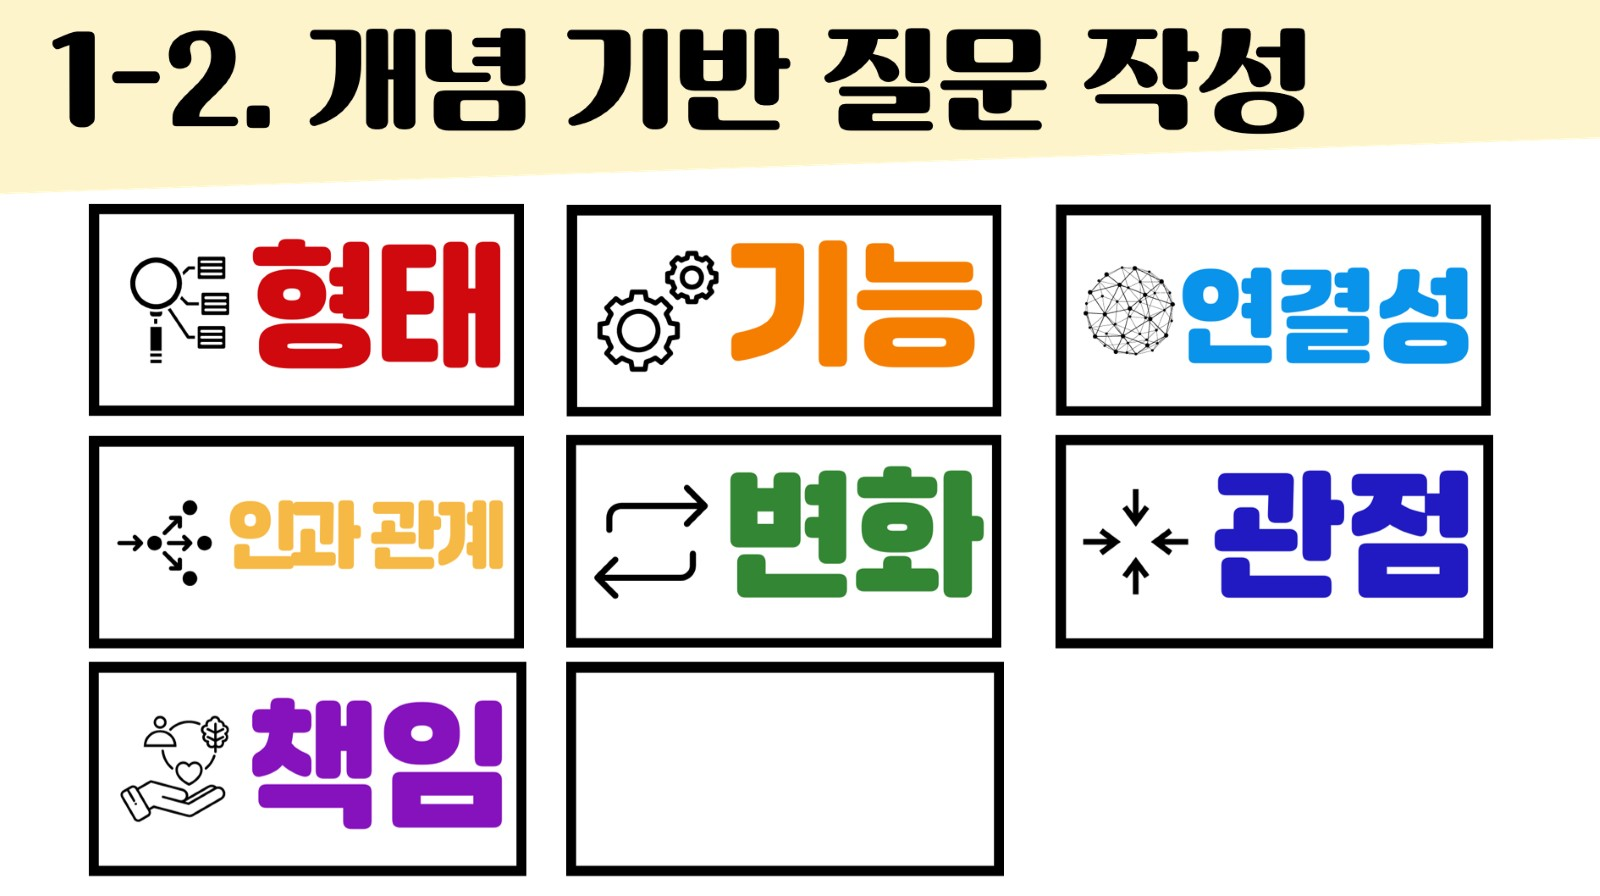 1-2. 개념 기반 질문 작성
형태
기능
연결성
인과 관계
변화
관점
책임